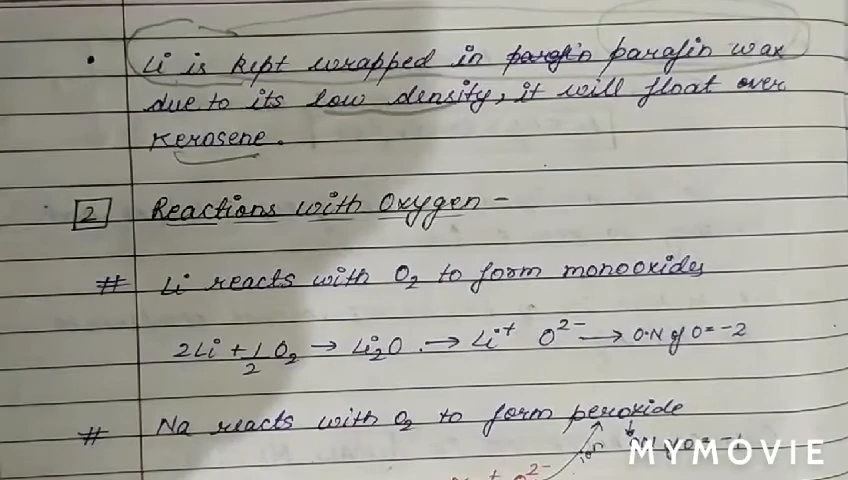 • Li is kept wrapped in parafin wax
due to its low density, it will float over
Kerosene.
2 Reactions with Oxygen -
# Li reacts with O₂ to form monooxides
2Li + 1/2 O₂ → Li₂O → Li⁺ O²⁻ → O.N of O = -2
# Na reacts with O₂ to form peroxide
ion
+ O²⁻
MYMOVIE